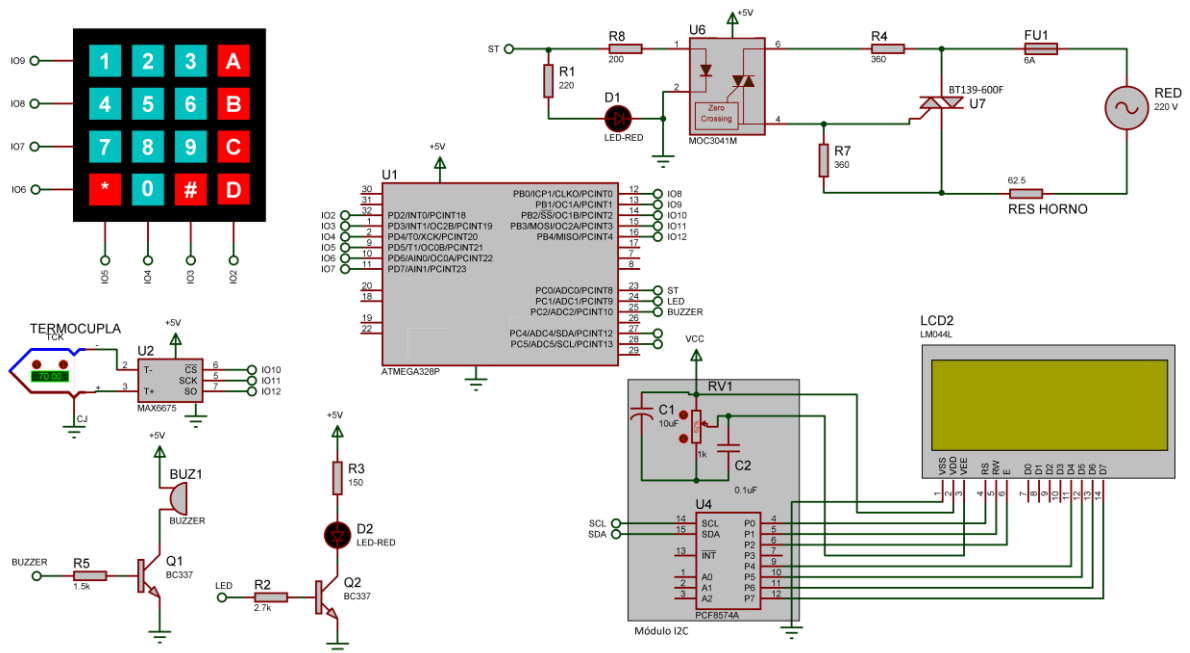 IO9
IO8
IO7
IO6
1 2 3 A
4 5 6 B
7 8 9 C
* 0 # D
IO5
IO4
IO3
IO2
ST
R8
200
R1
220
D1
LED-RED
+5V
U6
1
2
6
4
Zero
Crossing
MOC3041M
R4
360
FU1
6A
BT139-600F
U7
RED
220 V
R7
360
62.5
RES HORNO
+5V
U1
30
31
IO2 32 PD2/INT0/PCINT18
IO3 1 PD3/INT1/OC2B/PCINT19
IO4 2 PD4/T0/XCK/PCINT20
IO5 9 PD5/T1/OC0B/PCINT21
IO6 10 PD6/AIN0/OC0A/PCINT22
IO7 11 PD7/AIN1/PCINT23
20
18
19
22
PB0/ICP1/CLKO/PCINT0 12 IO8
PB1/OC1A/PCINT1 13 IO9
PB2/SS/OC1B/PCINT2 14 IO10
PB3/MOSI/OC2A/PCINT3 15 IO11
PB4/MISO/PCINT4 16 IO12
17
7
8
PC0/ADC0/PCINT8 23 ST
PC1/ADC1/PCINT9 24 LED
PC2/ADC2/PCINT10 25 BUZZER
26
PC4/ADC4/SDA/PCINT12 27
PC5/ADC5/SCL/PCINT13 28
29
ATMEGA328P
TERMOCUPLA
TCK
70.00
-
+
CJ
+5V
U2
2 T-
3 T+
CS 6 IO10
SCK 5 IO11
SO 7 IO12
MAX6675
+5V
BUZ1
BUZZER
BUZZER
R5
1.5k
Q1
BC337
+5V
R3
150
D2
LED-RED
LED
R2
2.7k
Q2
BC337
VCC
RV1
C1
10uF
62%
1k
C2
0.1uF
U4
SCL 14 SCL
SDA 15 SDA
13 INT
1 A0
2 A1
3 A2
P0 4
P1 5
P2 6
P3 7
P4 9
P5 10
P6 11
P7 12
PCF8574A
Módulo I2C
LCD2
LM044L
VSS VDD VEE RS RW E D0 D1 D2 D3 D4 D5 D6 D7
1 2 3 4 5 6 7 8 9 10 11 12 13 14